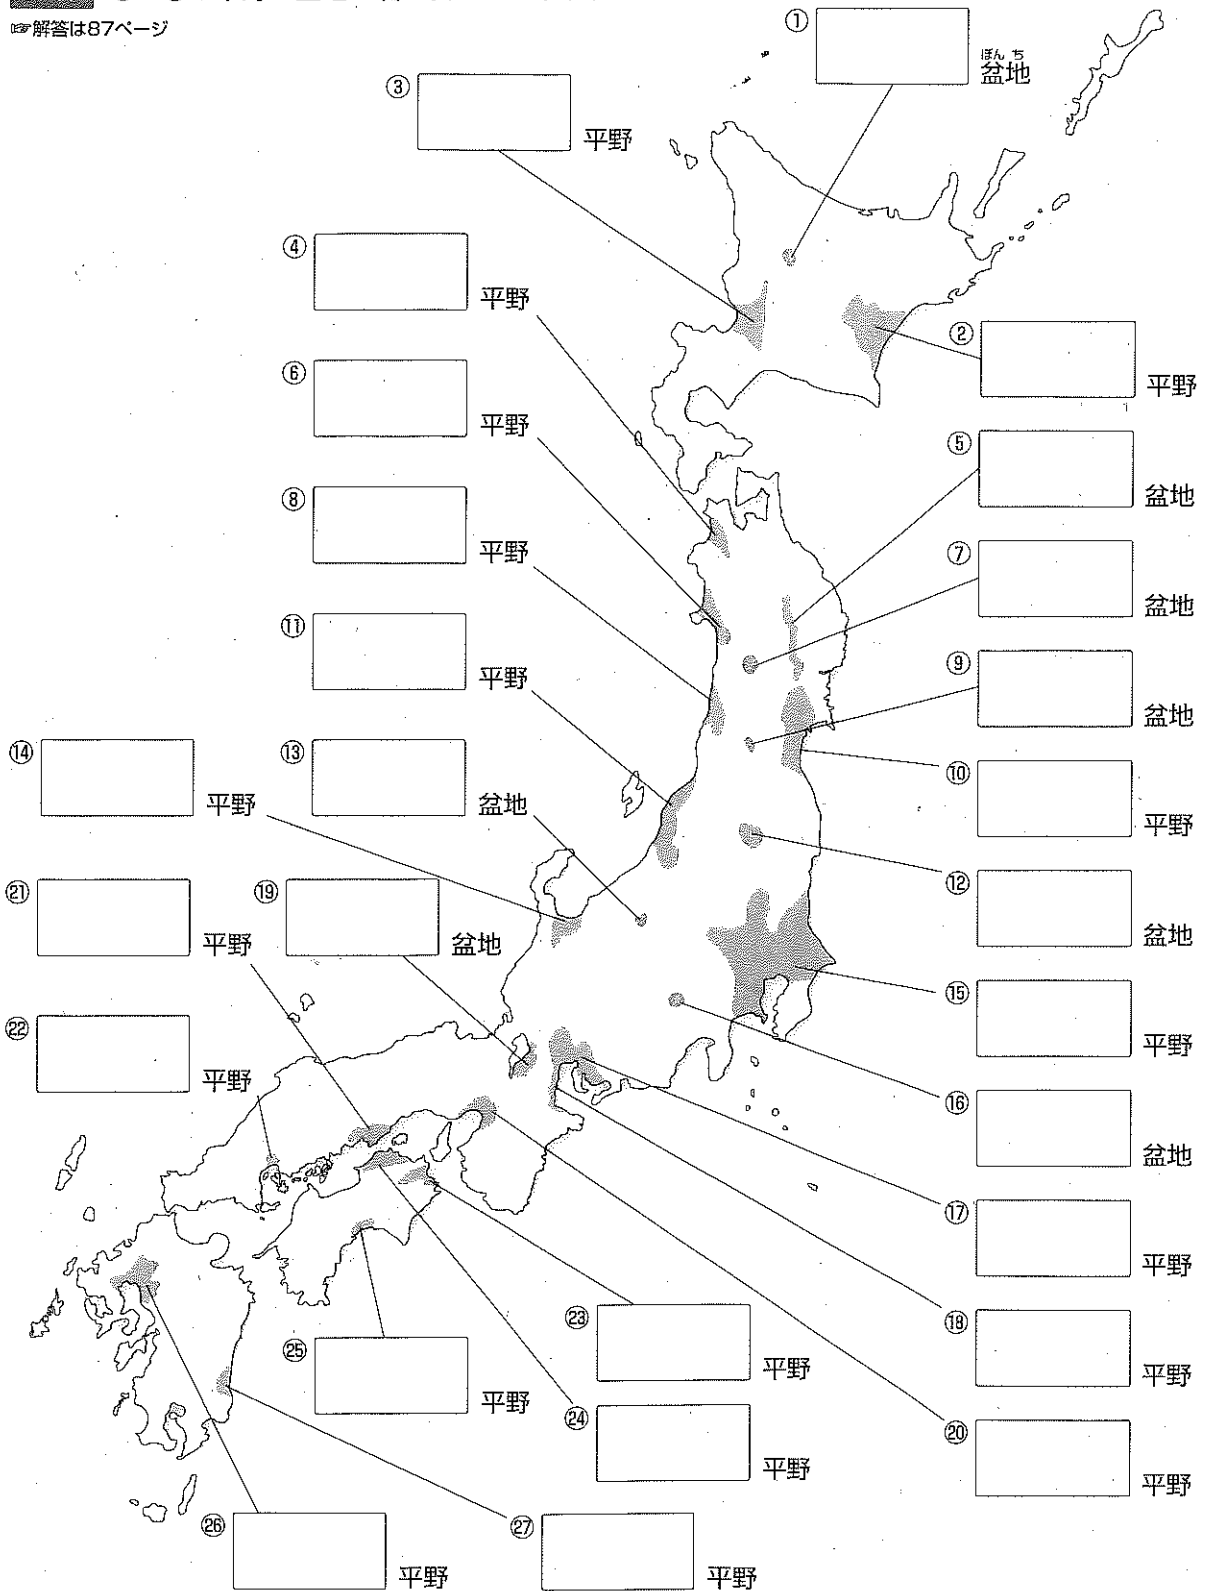 ☞解答は87ページ
①
ぼんち
盆地
③
平野
④
平野
②
平野
⑥
平野
⑤
盆地
⑧
平野
⑦
盆地
⑪
平野
⑨
盆地
⑭
平野
⑬
盆地
⑩
平野
㉑
平野
⑲
盆地
⑫
盆地
㉒
平野
⑮
平野
⑯
盆地
⑰
平野
㉓
平野
⑱
平野
㉕
平野
㉔
平野
⑳
平野
㉖
平野
㉗
平野